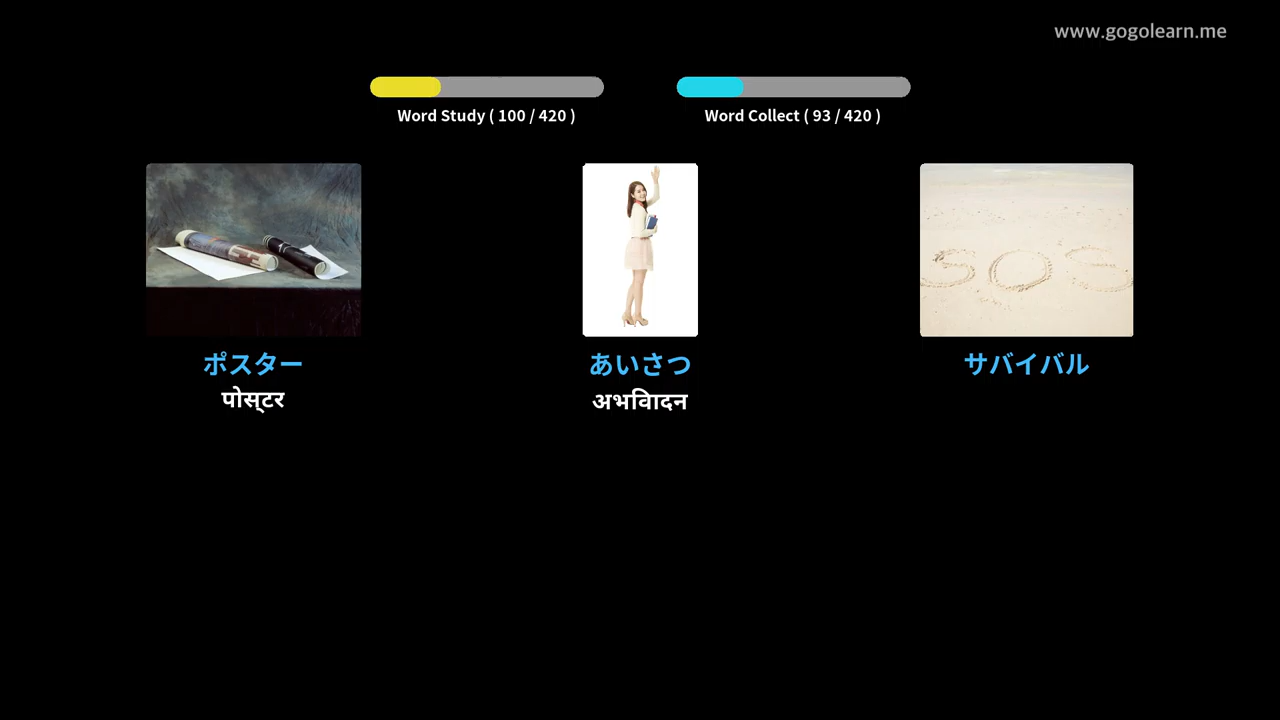 www.gogolearn.me
Word Study ( 100 / 420 )
Word Collect ( 93 / 420 )
SOS
ポスター
あいさつ
サバイバル
पोस्टर
अभिवादन